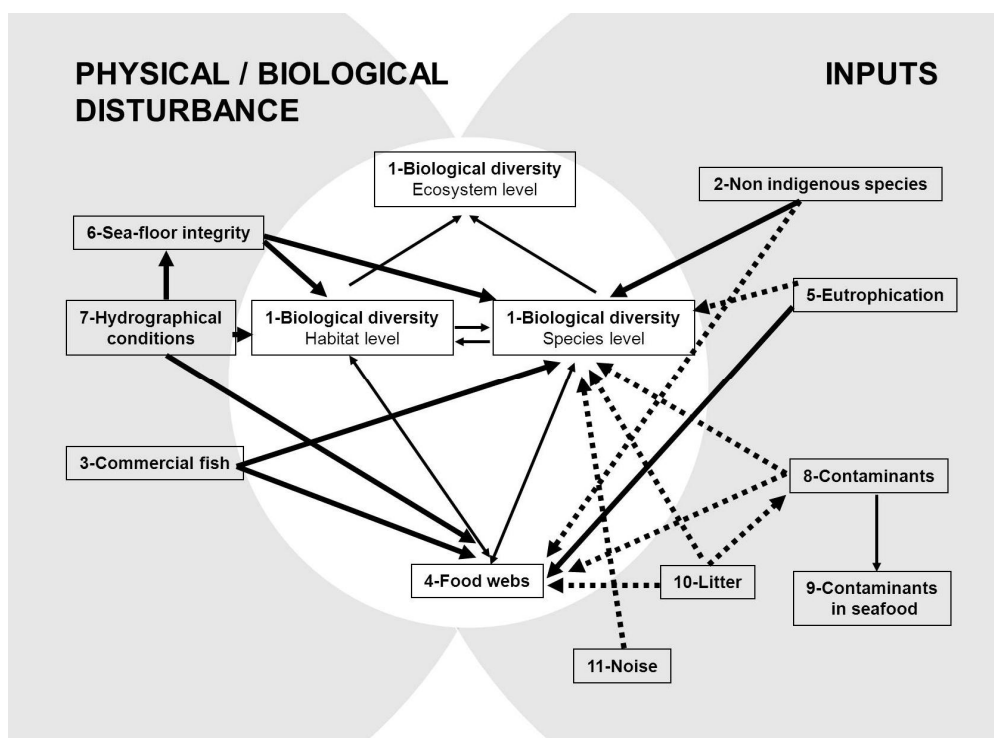 PHYSICAL / BIOLOGICAL
DISTURBANCE
INPUTS
1-Biological diversity
Ecosystem level
2-Non indigenous species
6-Sea-floor integrity
5-Eutrophication
7-Hydrographical
conditions
1-Biological diversity
Habitat level
1-Biological diversity
Species level
3-Commercial fish
8-Contaminants
4-Food webs
10-Litter
9-Contaminants
in seafood
11-Noise